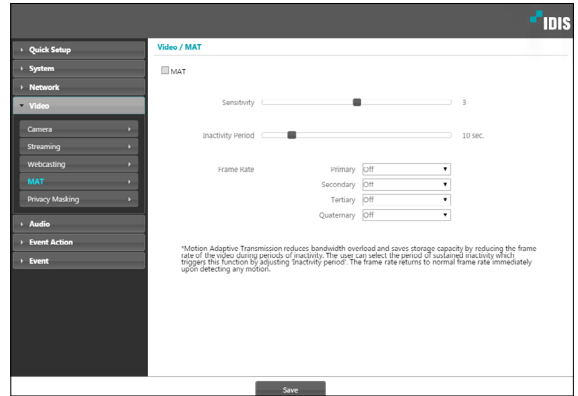 IDIS
Quick Setup
System
Network
Video
Camera
Streaming
Webcasting
MAT
Privacy Masking
Audio
Event Action
Event
Video / MAT
MAT
Sensitivity 3
Inactivity Period 10 sec.
Frame Rate Primary Off
Secondary Off
Tertiary Off
Quaternary Off
*Motion Adaptive Transmission reduces bandwidth overload and saves storage capacity by reducing the frame
rate of the video during periods of inactivity. The user can select the period of sustained inactivity which
triggers this function by adjusting 'Inactivity period'. The frame rate returns to normal frame rate immediately
upon detecting any motion.
Save